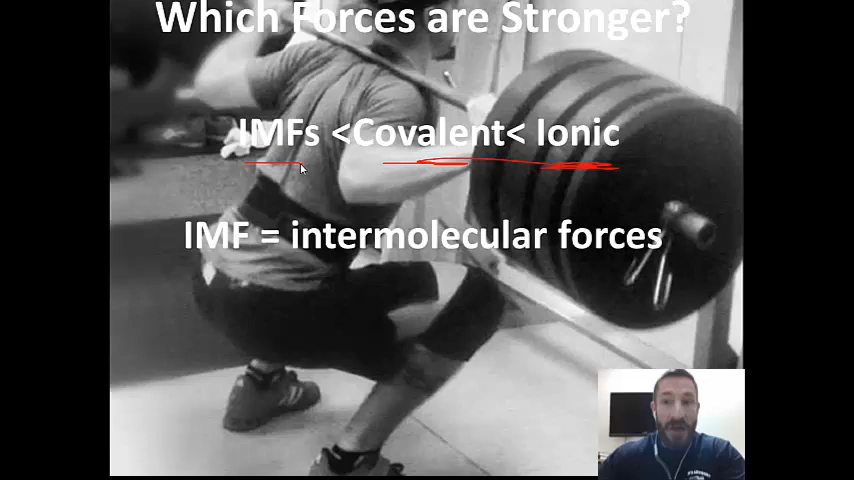 Which Forces are Stronger?
IMFs <Covalent< Ionic
IMF = intermolecular forces